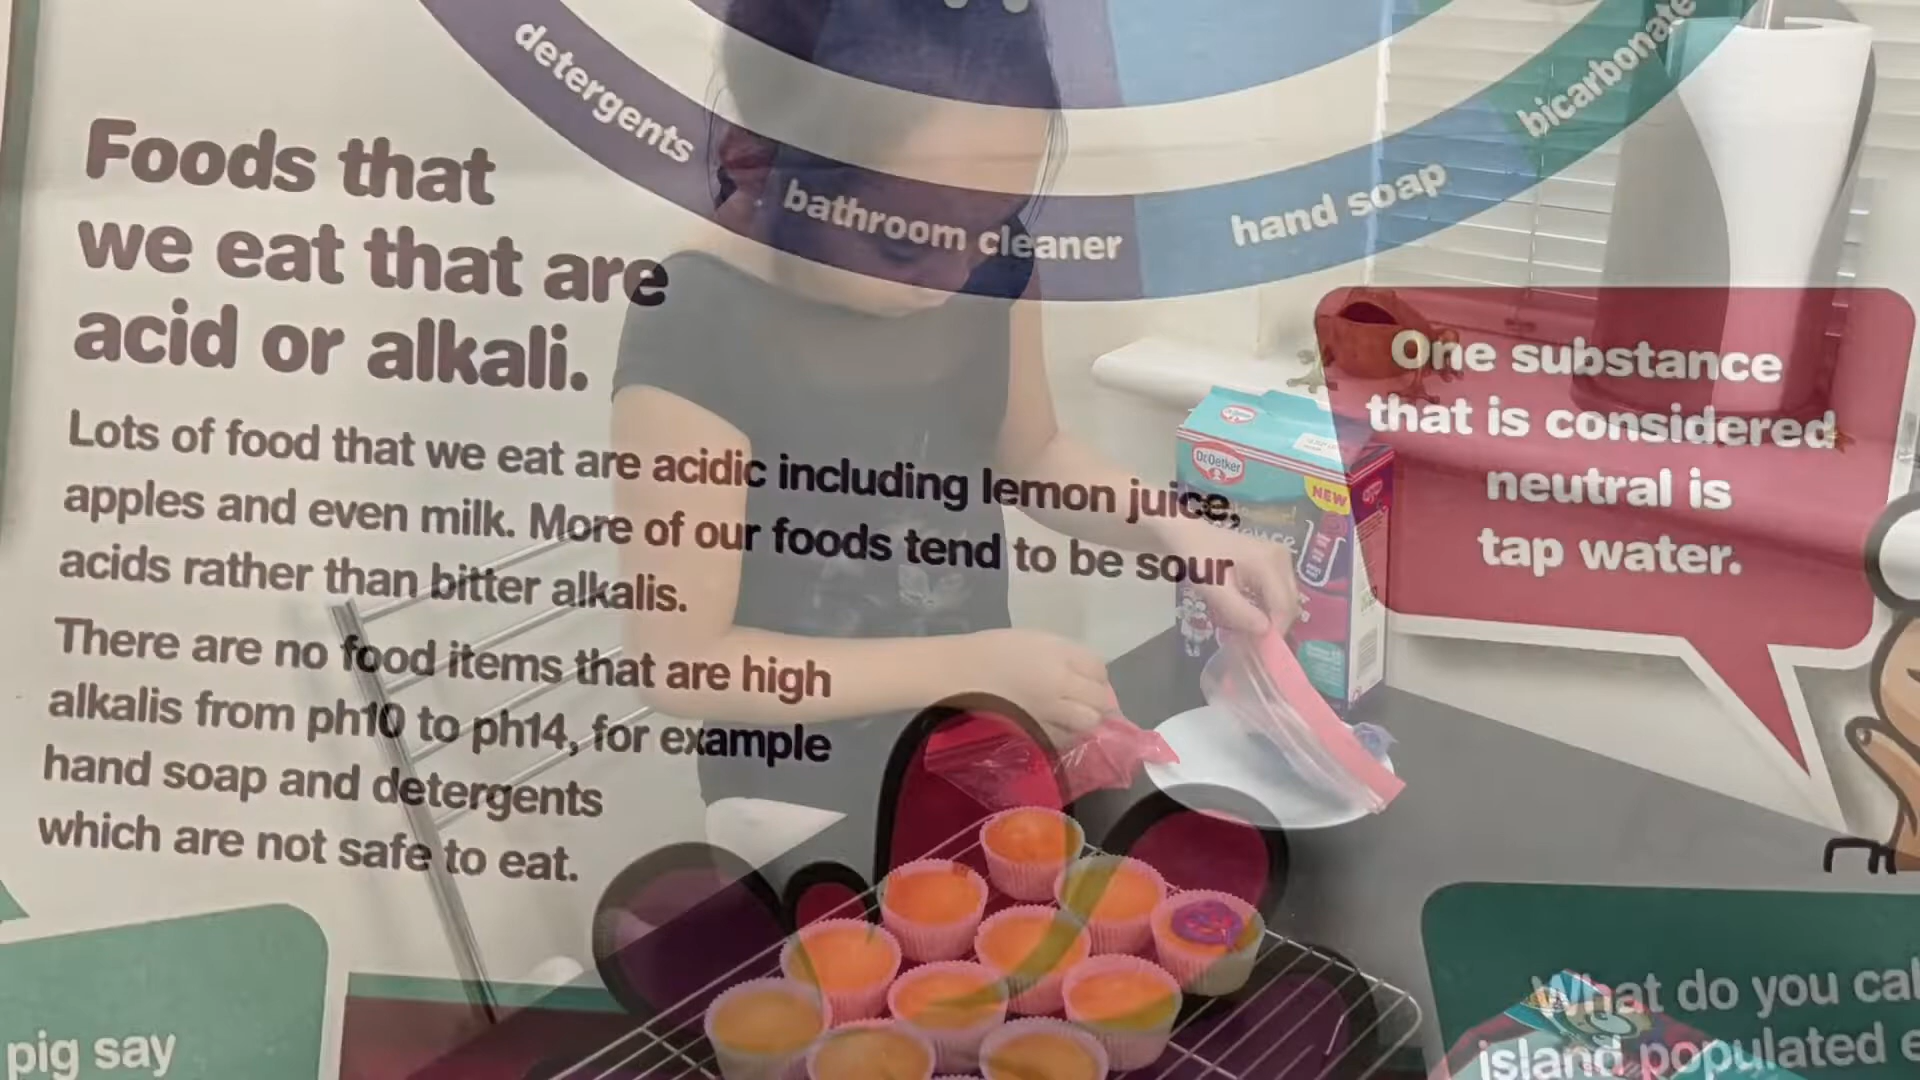 detergents
bathroom cleaner
hand soap
bicarbonate
Foods that
we eat that are
acid or alkali.
Lots of food that we eat are acidic including lemon juice,
apples and even milk. More of our foods tend to be sour
acids rather than bitter alkalis.
There are no food items that are high
alkalis from ph10 to ph14, for example
hand soap and detergents
which are not safe to eat.
One substance
that is considered
neutral is
tap water.
Dr. Oetker
NEW
pig say
What do you cal
island populated e